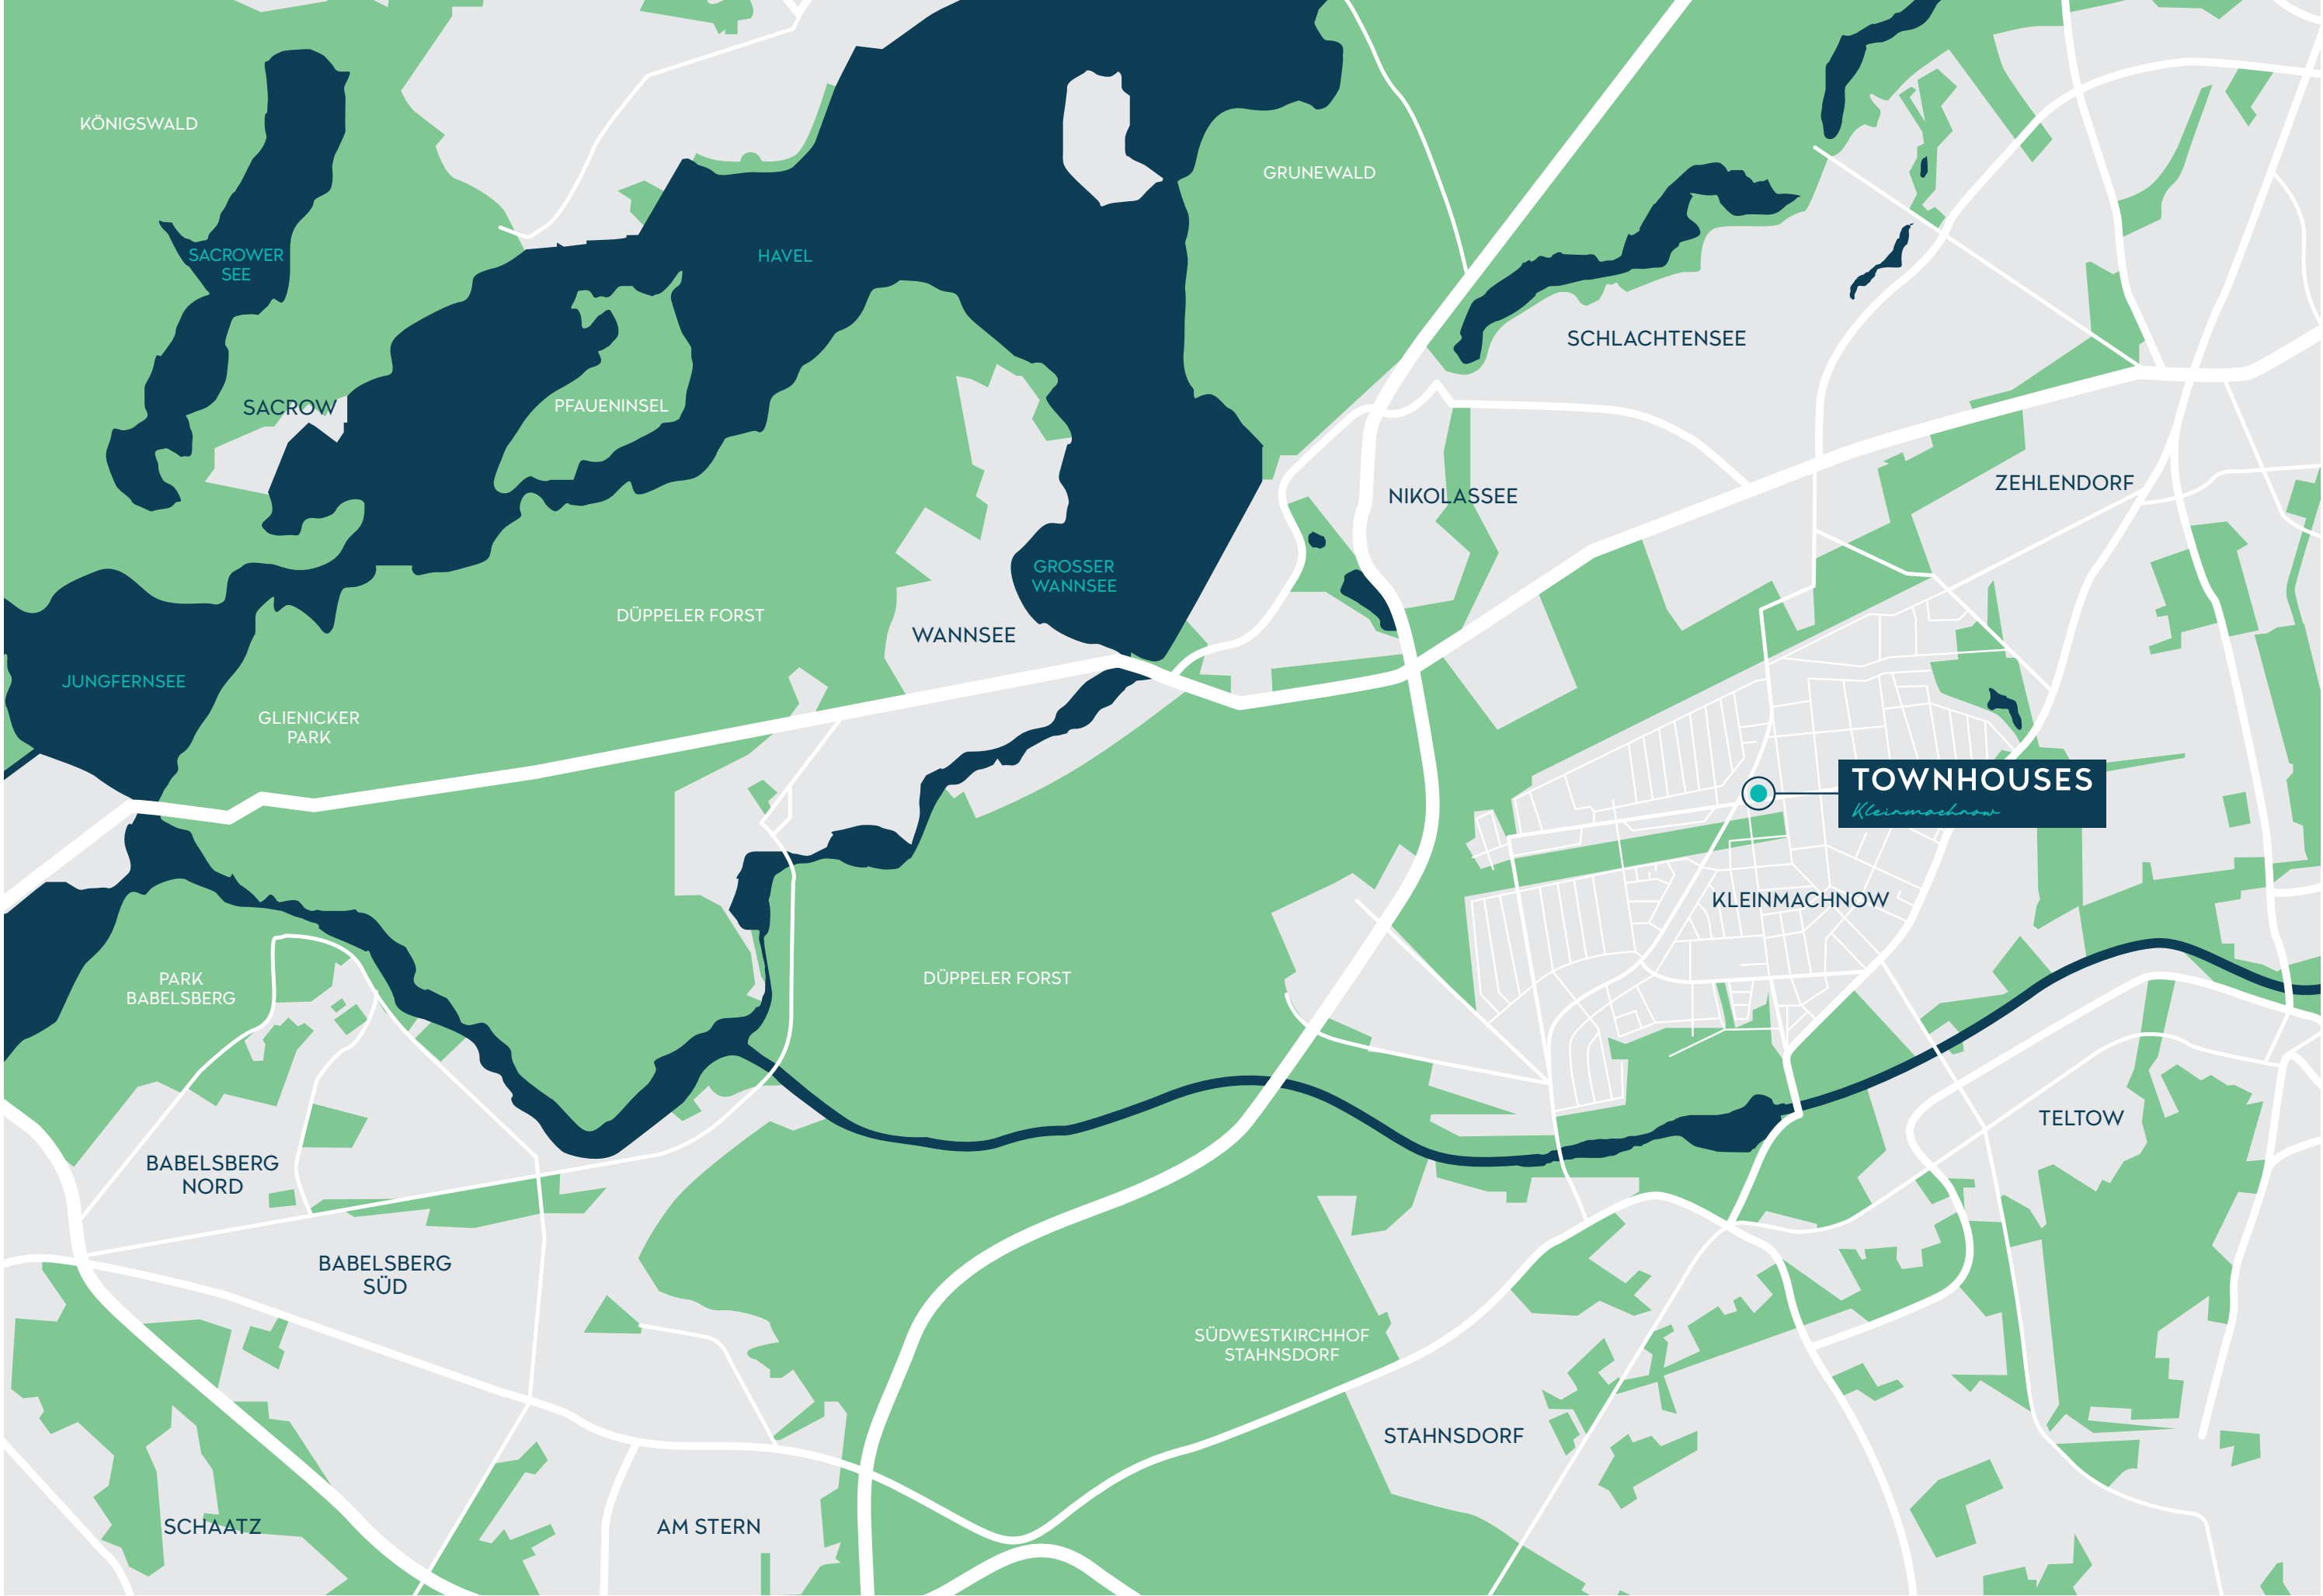 KÖNIGSWALD
GRUNEWALD
SACROWER
SEE
HAVEL
SCHLACHTENSEE
SACROW
PFAUENINSEL
NIKOLASSEE
ZEHLENDORF
GROSSER
WANNSEE
DÜPPELER FORST
WANNSEE
JUNGFERNSEE
GLIENICKER
PARK
TOWNHOUSES
Kleinmachnow
KLEINMACHNOW
PARK
BABELSBERG
DÜPPELER FORST
TELTOW
BABELSBERG
NORD
BABELSBERG
SÜD
SÜDWESTKIRCHHOF
STAHNSDORF
STAHNSDORF
SCHAATZ
AM STERN